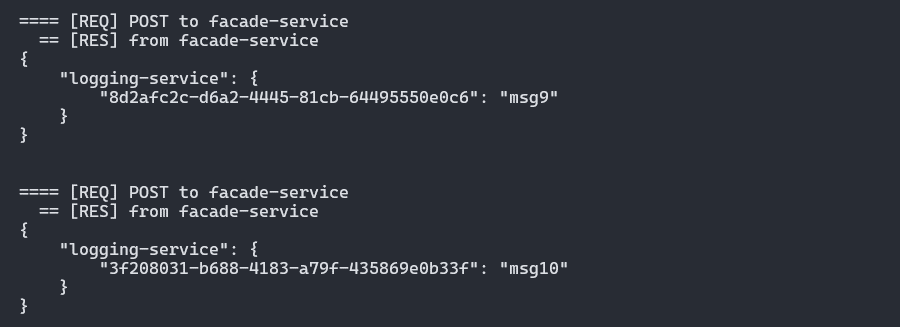 ==== [REQ] POST to facade-service
  == [RES] from facade-service
{
    "logging-service": {
        "8d2afc2c-d6a2-4445-81cb-64495550e0c6": "msg9"
    }
}

==== [REQ] POST to facade-service
  == [RES] from facade-service
{
    "logging-service": {
        "3f208031-b688-4183-a79f-435869e0b33f": "msg10"
    }
}